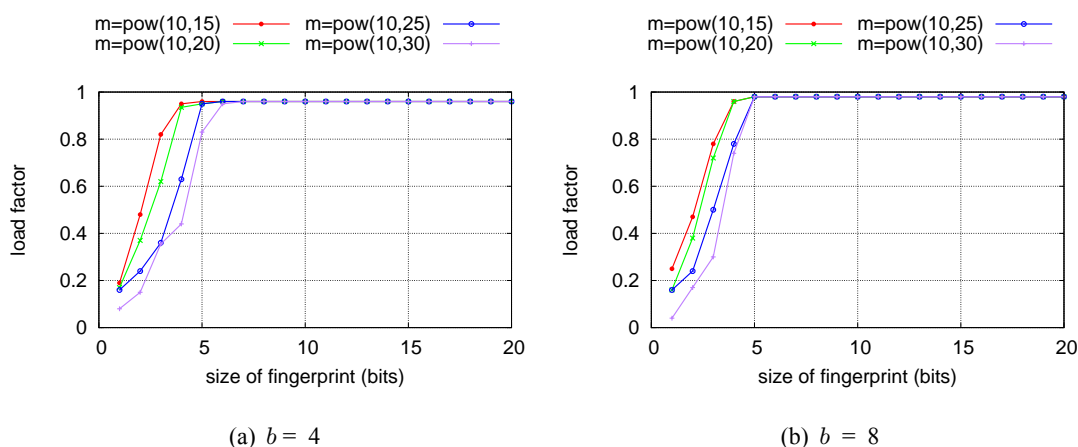 m=pow(10,15) m=pow(10,25)
m=pow(10,20) m=pow(10,30)
1
0.8
0.6
0.4
0.2
0
load factor
0 5 10 15 20
size of fingerprint (bits)
(a) b = 4
m=pow(10,15) m=pow(10,25)
m=pow(10,20) m=pow(10,30)
1
0.8
0.6
0.4
0.2
0
load factor
0 5 10 15 20
size of fingerprint (bits)
(b) b = 8